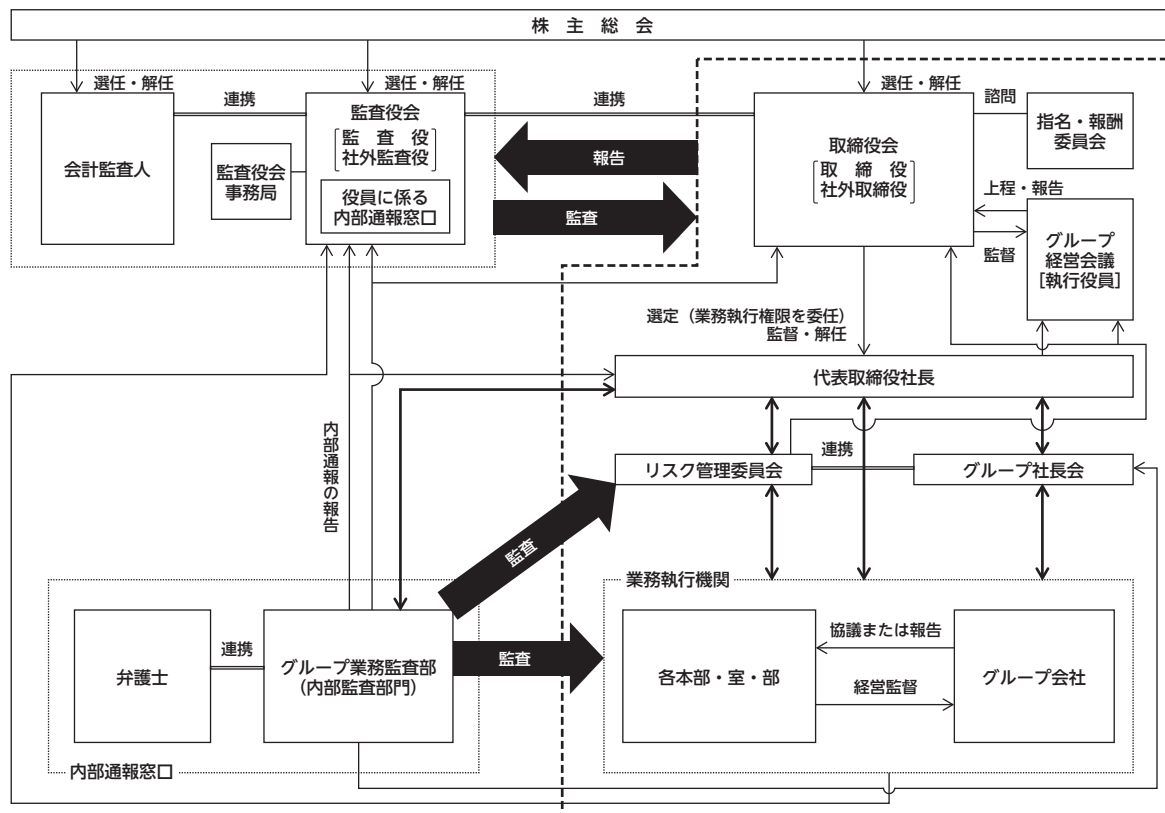 株主総会
選任・解任
選任・解任
選任・解任
会計監査人
連携
監査役会
[監査役
社外監査役]
監査役会
事務局
役員に係る
内部通報窓口
連携
報告
監査
取締役会
[取締役
社外取締役]
諮問
指名・報酬
委員会
上程・報告
監督
グループ
経営会議
[執行役員]
選定（業務執行権限を委任）
監督・解任
代表取締役社長
内部通報の報告
リスク管理委員会
連携
グループ社長会
監査
業務執行機関
弁護士
連携
グループ業務監査部
（内部監査部門）
監査
各本部・室・部
協議または報告
経営監督
グループ会社
内部通報窓口